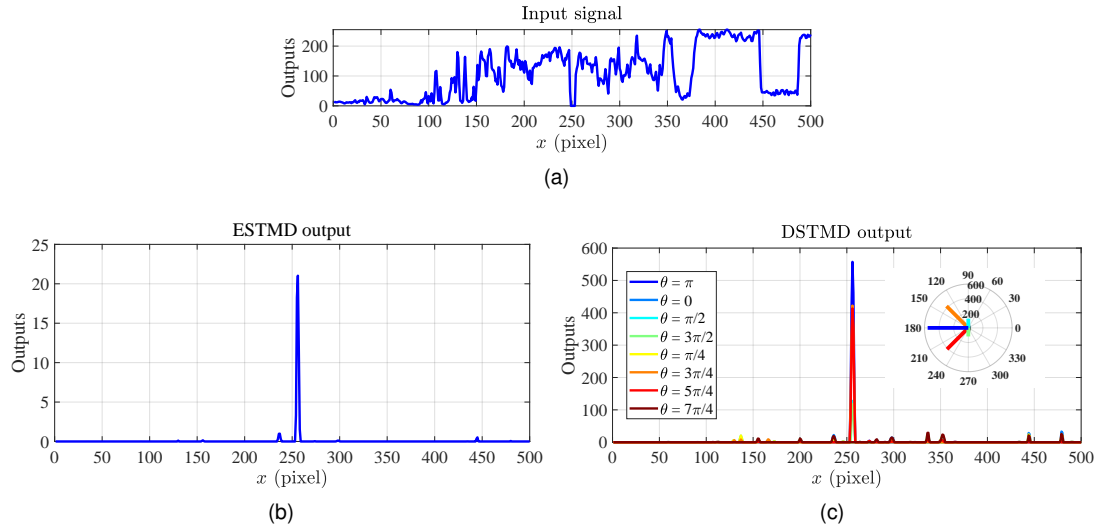 Input signal
Outputs
200
100
0
0 50 100 150 200 250 300 350 400 450 500
x (pixel)
(a)
ESTMD output
Outputs
25
20
15
10
5
0
0 50 100 150 200 250 300 350 400 450 500
x (pixel)
(b)
DSTMD output
Outputs
600
500
400
300
200
100
0
θ = π
θ = 0
θ = π/2
θ = 3π/2
θ = π/4
θ = 3π/4
θ = 5π/4
θ = 7π/4
90
120 600 60
400
150 30
200
180 0
210 330
240 300
270
0 50 100 150 200 250 300 350 400 450 500
x (pixel)
(c)